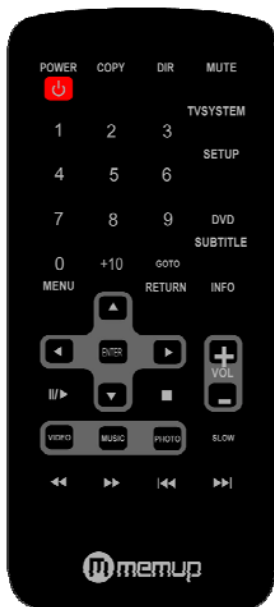 POWER COPY DIR MUTE
TVSYSTEM
1 2 3
SETUP
4 5 6
7 8 9 DVD
SUBTITLE
0 +10 GOTO
MENU RETURN INFO
ENTER
+
VOL
-
VIDEO MUSIC PHOTO SLOW
memup